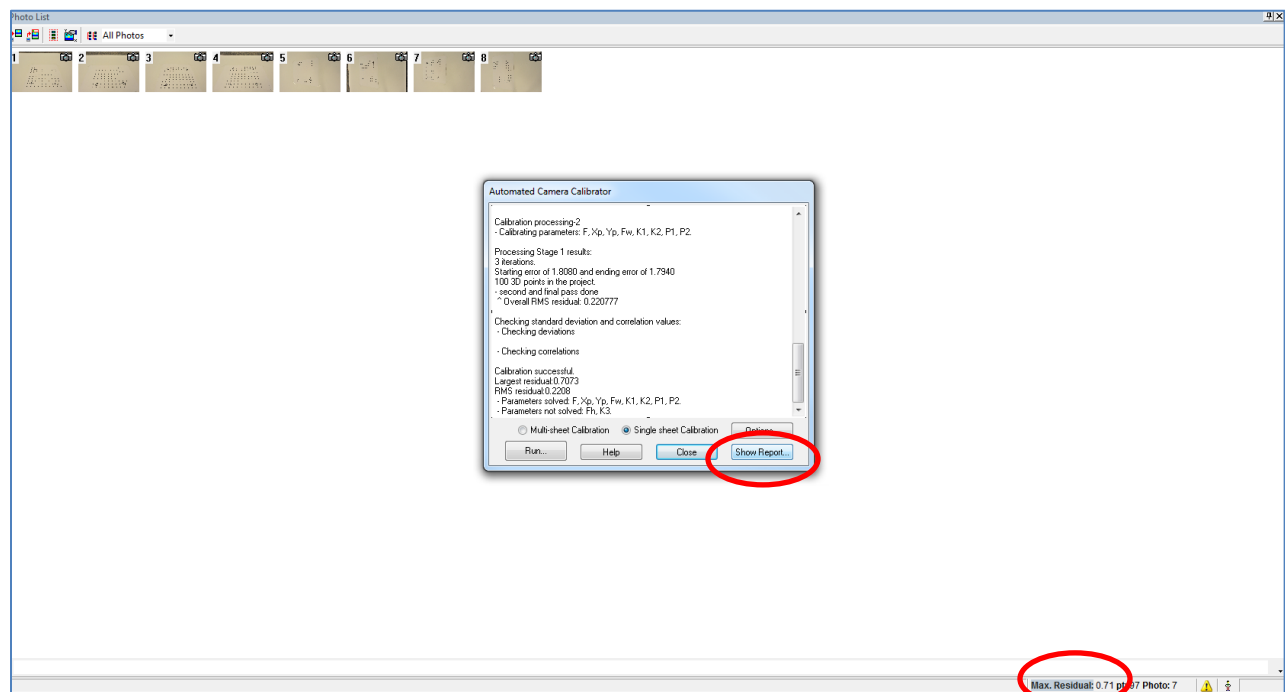 Photo List
All Photos
1 2 3 4 5 6 7 8
Automated Camera Calibrator
Calibration processing-2
- Calibrating parameters: F, Xp, Yp, Fw, K1, K2, P1, P2.
Processing Stage 1 results:
3 iterations.
Starting error of 1.8080 and ending error of 1.7940
100 3D points in the project.
- second and final pass done
^ Overall RMS residual: 0.220777
Checking standard deviation and correlation values:
- Checking deviations
- Checking correlations
Calibration successful.
Largest residual:0.7073
RMS residual:0.2208
- Parameters solved: F, Xp, Yp, Fw, K1, K2, P1, P2.
- Parameters not solved: Fh, K3.
Multi-sheet Calibration Single sheet Calibration Options...
Run... Help Close Show Report...
Max. Residual: 0.71 pt 97 Photo: 7